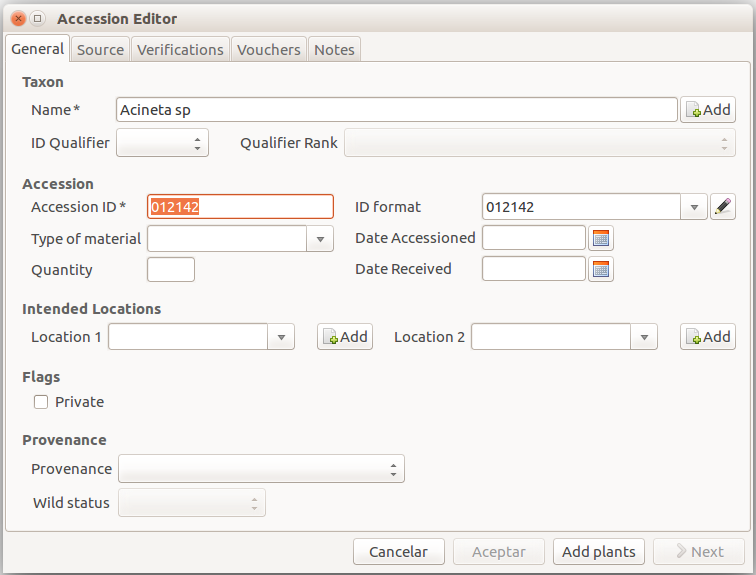 Accession Editor
General Source Verifications Vouchers Notes
Taxon
Name* Acineta sp Add
ID Qualifier Qualifier Rank
Accession
Accession ID* 012142 ID format 012142
Type of material Date Accessioned
Quantity Date Received
Intended Locations
Location 1 Add Location 2 Add
Flags
Private
Provenance
Provenance
Wild status
Cancelar Aceptar Add plants Next